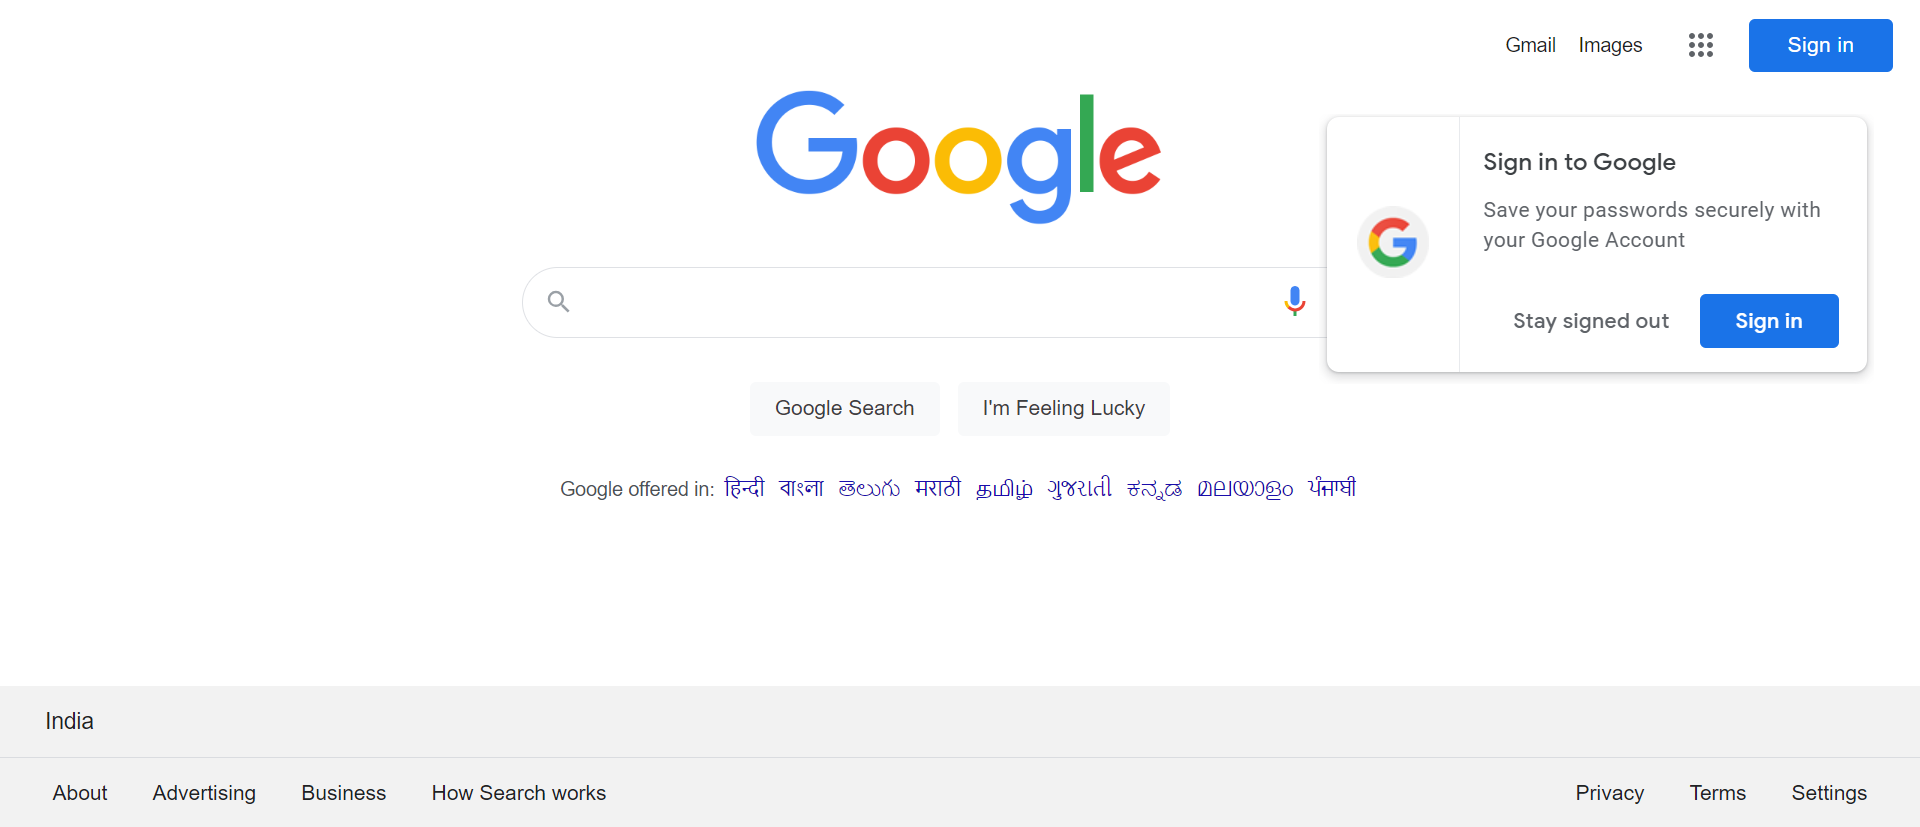 Gmail Images Sign in
Google
Sign in to Google
Save your passwords securely with
your Google Account
Stay signed out Sign in
Google Search I'm Feeling Lucky
Google offered in: हिन्दी বাংলা తెలుగు मराठी தமிழ் ગુજરાતી ಕನ್ನಡ മലയാളം ਪੰਜਾਬੀ
India
About Advertising Business How Search works Privacy Terms Settings